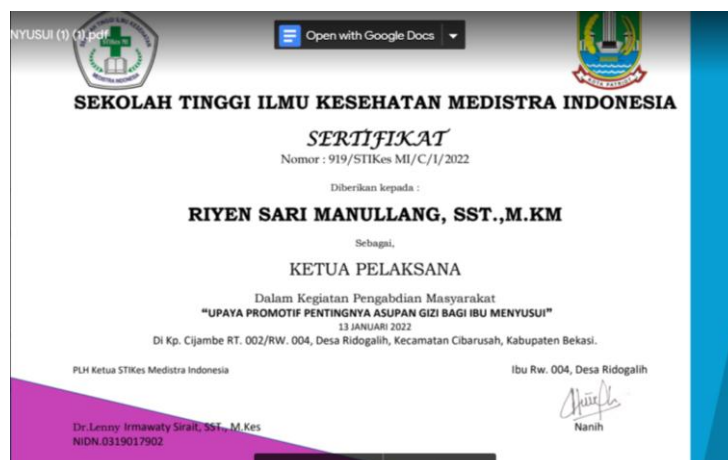 NYUSUI (1) (1).pdf
Open with Google Docs
SEKOLAH TINGGI ILMU KESEHATAN MEDISTRA INDONESIA
SERTIFIKAT
Nomor : 919/STIKes MI/C/I/2022
Diberikan kepada :
RIYEN SARI MANULLANG, SST.,M.KM
Sebagai,
KETUA PELAKSANA
Dalam Kegiatan Pengabdian Masyarakat
“UPAYA PROMOTIF PENTINGNYA ASUPAN GIZI BAGI IBU MENYUSUI”
13 JANUARI 2022
Di Kp. Cijambe RT. 002/RW. 004, Desa Ridogalih, Kecamatan Cibarusah, Kabupaten Bekasi.
PLH Ketua STIKes Medistra Indonesia
Ibu Rw. 004, Desa Ridogalih
Dr.Lenny Irmawaty Sirait, SST., M.Kes
NIDN.0319017902
Nanih